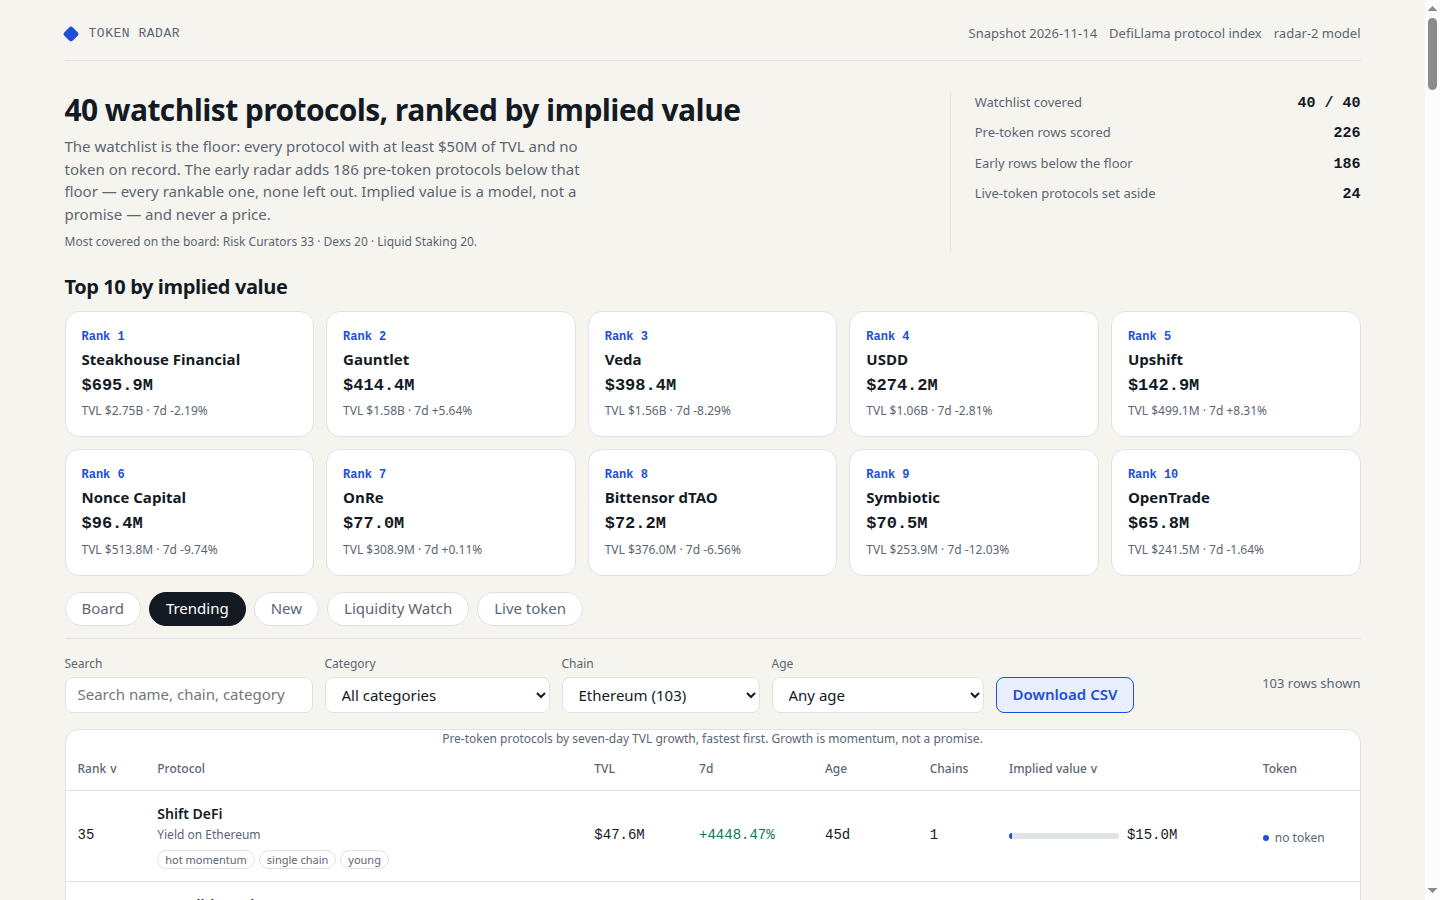 TOKEN RADAR
Snapshot 2026-11-14 DefiLlama protocol index radar-2 model
40 watchlist protocols, ranked by implied value
The watchlist is the floor: every protocol with at least $50M of TVL and no
token on record. The early radar adds 186 pre-token protocols below that
floor — every rankable one, none left out. Implied value is a model, not a
promise — and never a price.
Most covered on the board: Risk Curators 33 · Dexs 20 · Liquid Staking 20.
Watchlist covered 40 / 40
Pre-token rows scored 226
Early rows below the floor 186
Live-token protocols set aside 24
Top 10 by implied value
Rank 1
Steakhouse Financial
$695.9M
TVL $2.75B · 7d -2.19%
Rank 2
Gauntlet
$414.4M
TVL $1.58B · 7d +5.64%
Rank 3
Veda
$398.4M
TVL $1.56B · 7d -8.29%
Rank 4
USDD
$274.2M
TVL $1.06B · 7d -2.81%
Rank 5
Upshift
$142.9M
TVL $499.1M · 7d +8.31%
Rank 6
Nonce Capital
$96.4M
TVL $513.8M · 7d -9.74%
Rank 7
OnRe
$77.0M
TVL $308.9M · 7d +0.11%
Rank 8
Bittensor dTAO
$72.2M
TVL $376.0M · 7d -6.56%
Rank 9
Symbiotic
$70.5M
TVL $253.9M · 7d -12.03%
Rank 10
OpenTrade
$65.8M
TVL $241.5M · 7d -1.64%
Board Trending New Liquidity Watch Live token
Search Category Chain Age
Search name, chain, category All categories Ethereum (103) Any age Download CSV 103 rows shown
Pre-token protocols by seven-day TVL growth, fastest first. Growth is momentum, not a promise.
Rank v Protocol TVL 7d Age Chains Implied value v Token
Shift DeFi
35 Yield on Ethereum $47.6M +4448.47% 45d 1 $15.0M no token
hot momentum single chain young